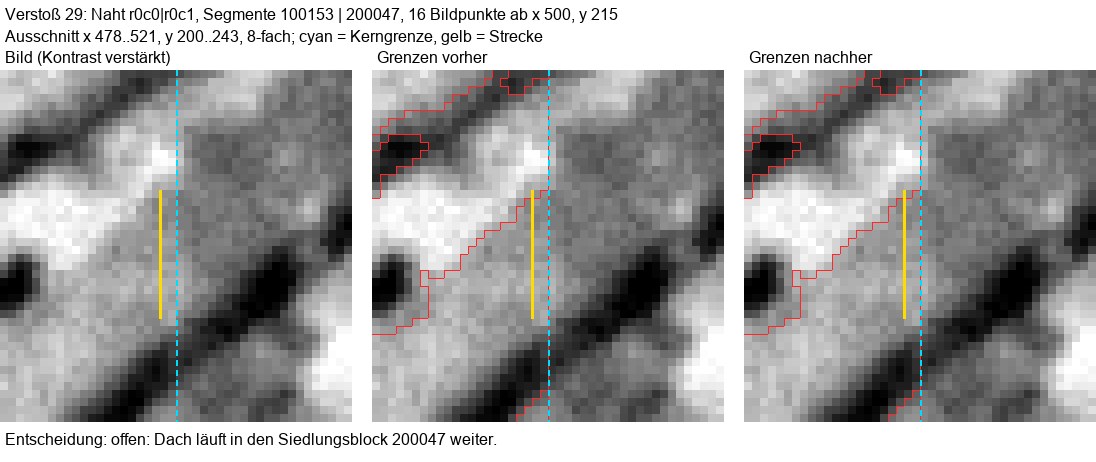 Verstoß 29: Naht r0c0|r0c1, Segmente 100153 | 200047, 16 Bildpunkte ab x 500, y 215
Ausschnitt x 478..521, y 200..243, 8-fach; cyan = Kerngrenze, gelb = Strecke
Bild (Kontrast verstärkt) Grenzen vorher Grenzen nachher
Entscheidung: offen: Dach läuft in den Siedlungsblock 200047 weiter.